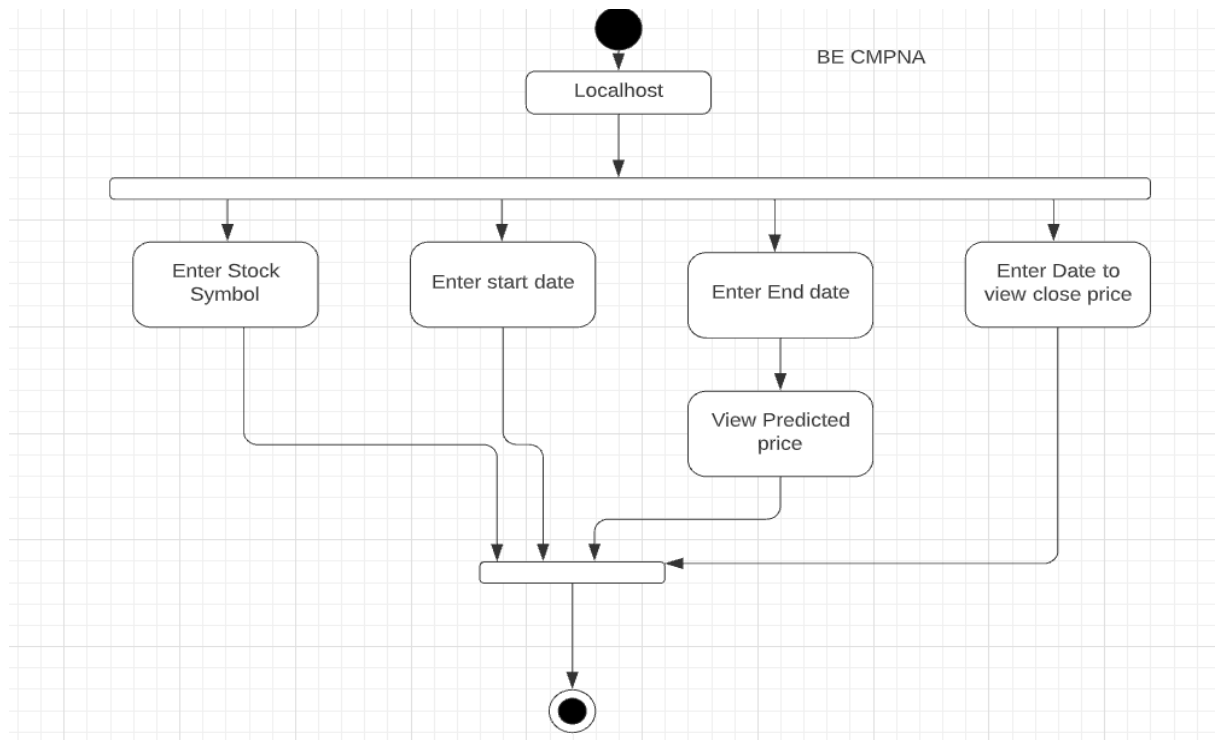 BE CMPNA
Localhost
Enter Stock
Symbol
Enter start date
Enter End date
Enter Date to
view close price
View Predicted
price